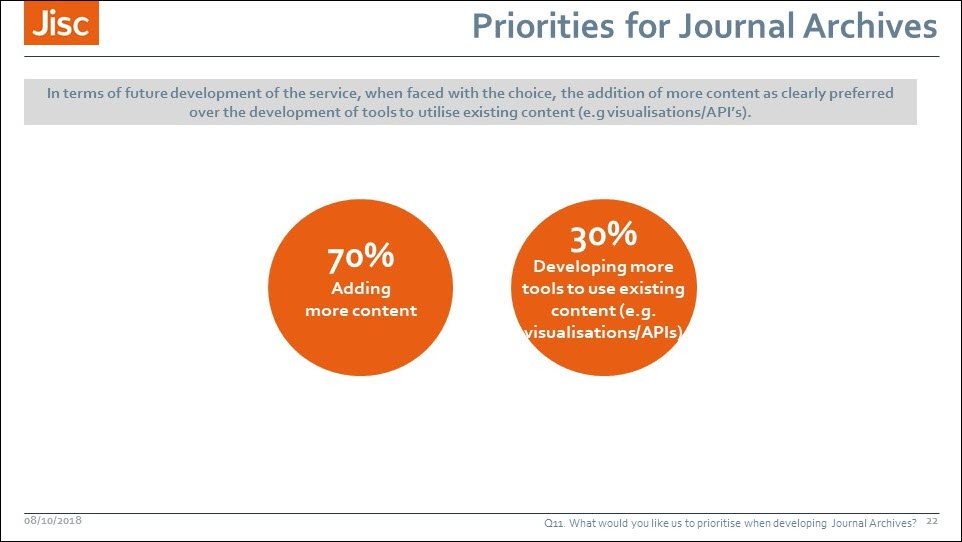 Jisc
Priorities for Journal Archives
In terms of future development of the service, when faced with the choice, the addition of more content as clearly preferred
over the development of tools to utilise existing content (e.g visualisations/API's).
70%
Adding
more content
30%
Developing more
tools to use existing
content (e.g.
visualisations/APIs)
08/10/2018
Q11. What would you like us to prioritise when developing Journal Archives?
22